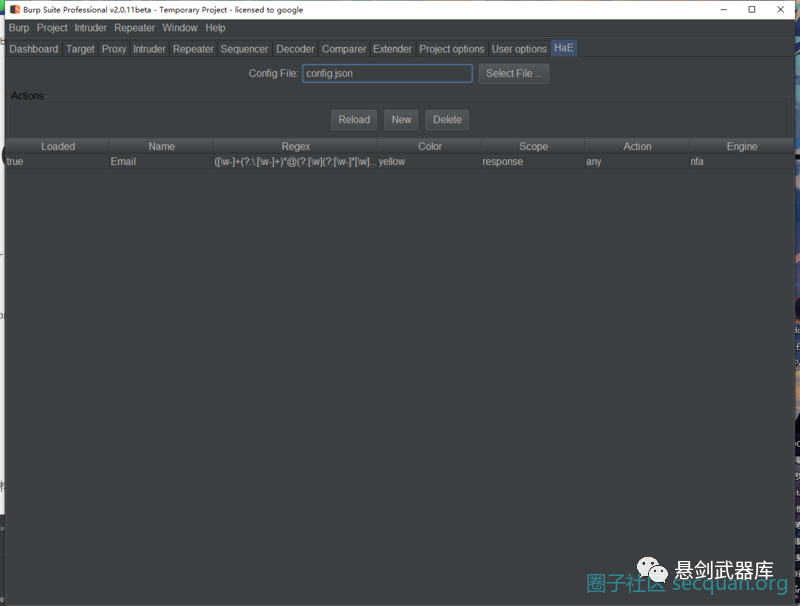 Burp Suite Professional v2.0.11beta - Temporary Project - licensed to google
Burp Project Intruder Repeater Window Help
Dashboard Target Proxy Intruder Repeater Sequencer Decoder Comparer Extender Project options User options HaE
Config File: config.json Select File ...
Actions
Reload New Delete
Loaded Name Regex Color Scope Action Engine
true Email ([\w-]+(?:\.[\w-]+)*@(?:[\w](?:[\w-]*[\w]... yellow response any nfa
悬剑武器库
圈子社区 secquan.org